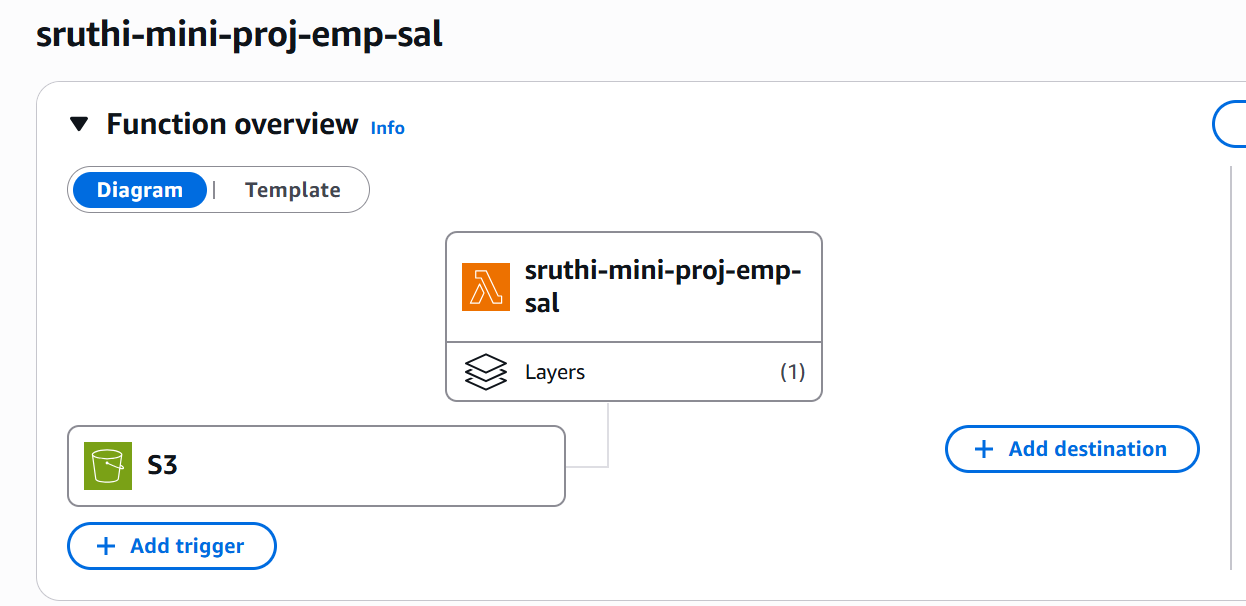 sruthi-mini-proj-emp-sal
Function overview Info
Diagram | Template
sruthi-mini-proj-emp-
sal
Layers (1)
S3
+ Add destination
+ Add trigger